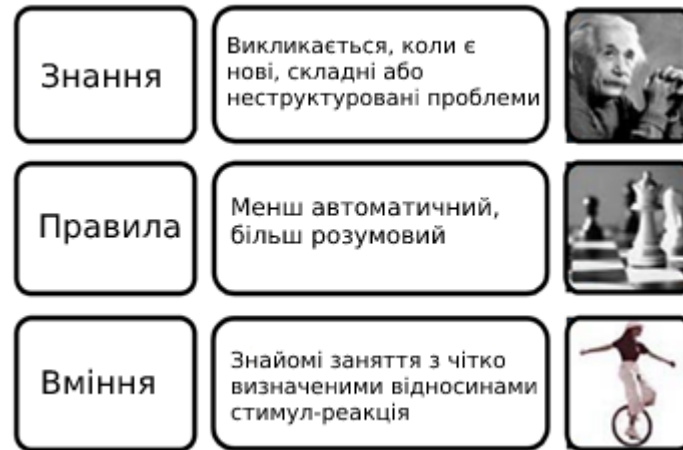 Знання
Викликається, коли є
нові, складні або
неструктуровані проблеми
Правила
Менш автоматичний,
більш розумовий
Вміння
Знайомі заняття з чітко
визначеними відносинами
стимул-реакція